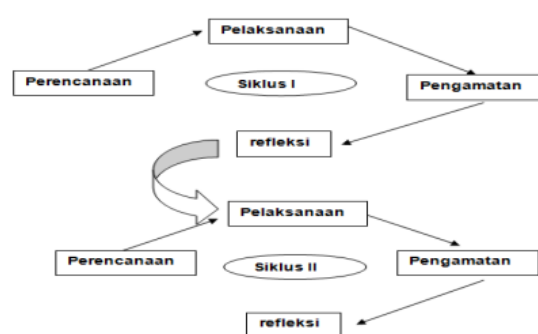 Pelaksanaan
Perencanaan
Siklus I
Pengamatan
refleksi
Pelaksanaan
Perencanaan
Siklus II
Pengamatan
refleksi